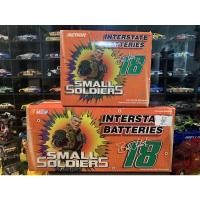 ACTION
INTERSTATE
BATTERIES
18
SMALL
SOLDIERS
INTERSTATE
BATTERIES
18
SMALL
SOLDIERS